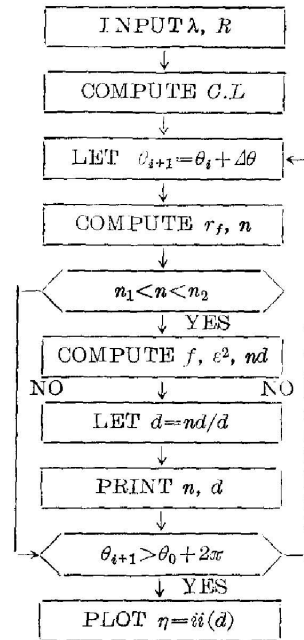 INPUT λ, R
COMPUTE C.L
LET θi+1=θi+Δθ
COMPUTE rf, n
n1<n<n2
YES
COMPUTE f, ε², nd
NO NO
LET d=nd/d
PRINT n, d
θi+1>θ0+2π
YES
PLOT η=ii(d)